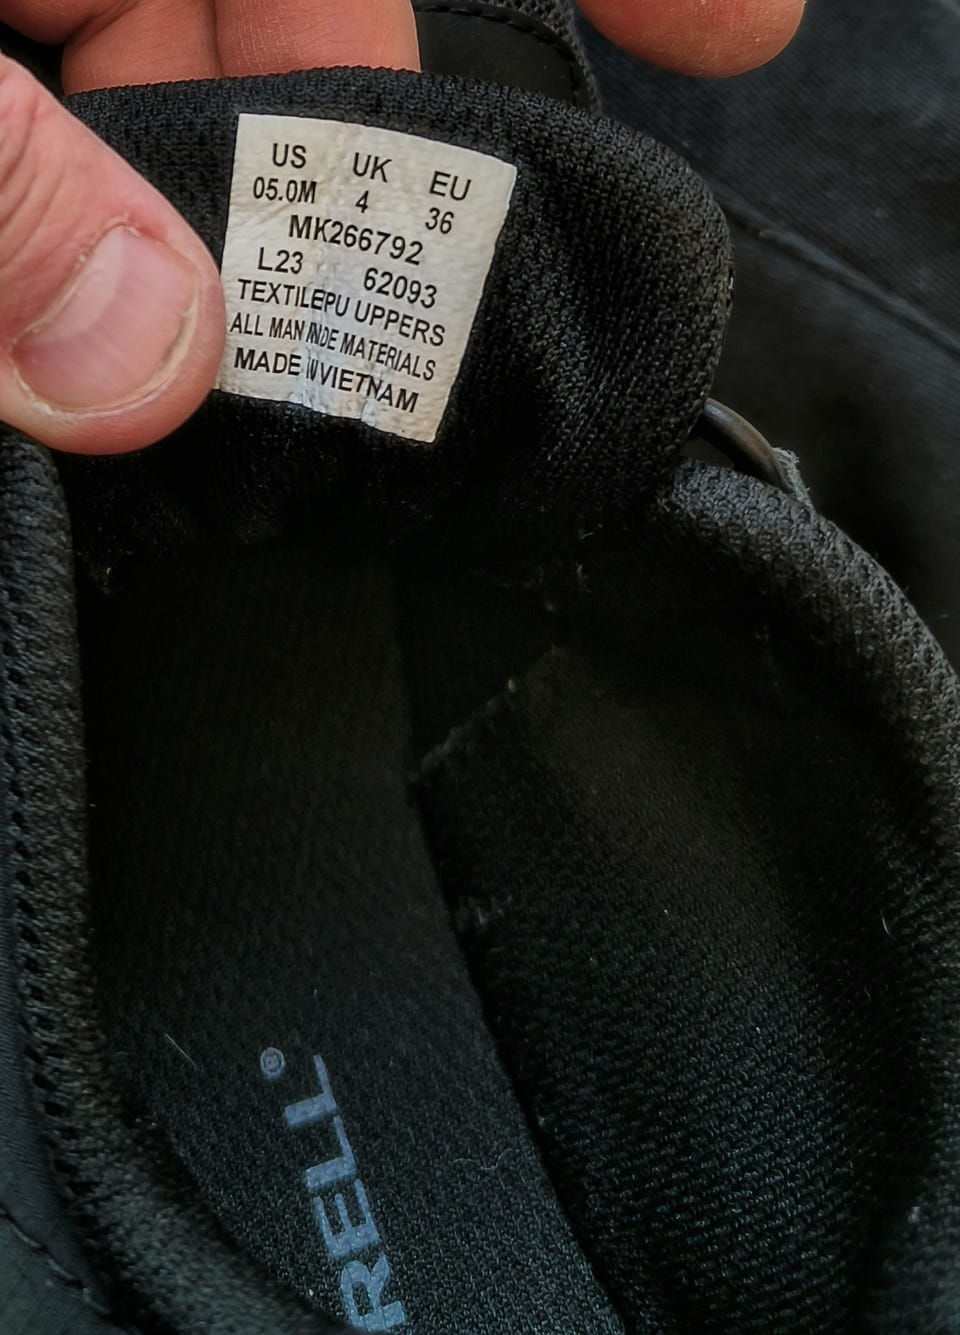 US UK EU
05.0M 4 36
MK266792
L23 62093
TEXTILEPU UPPERS
ALL MAN MADE MATERIALS
MADE IN VIETNAM
RELL®